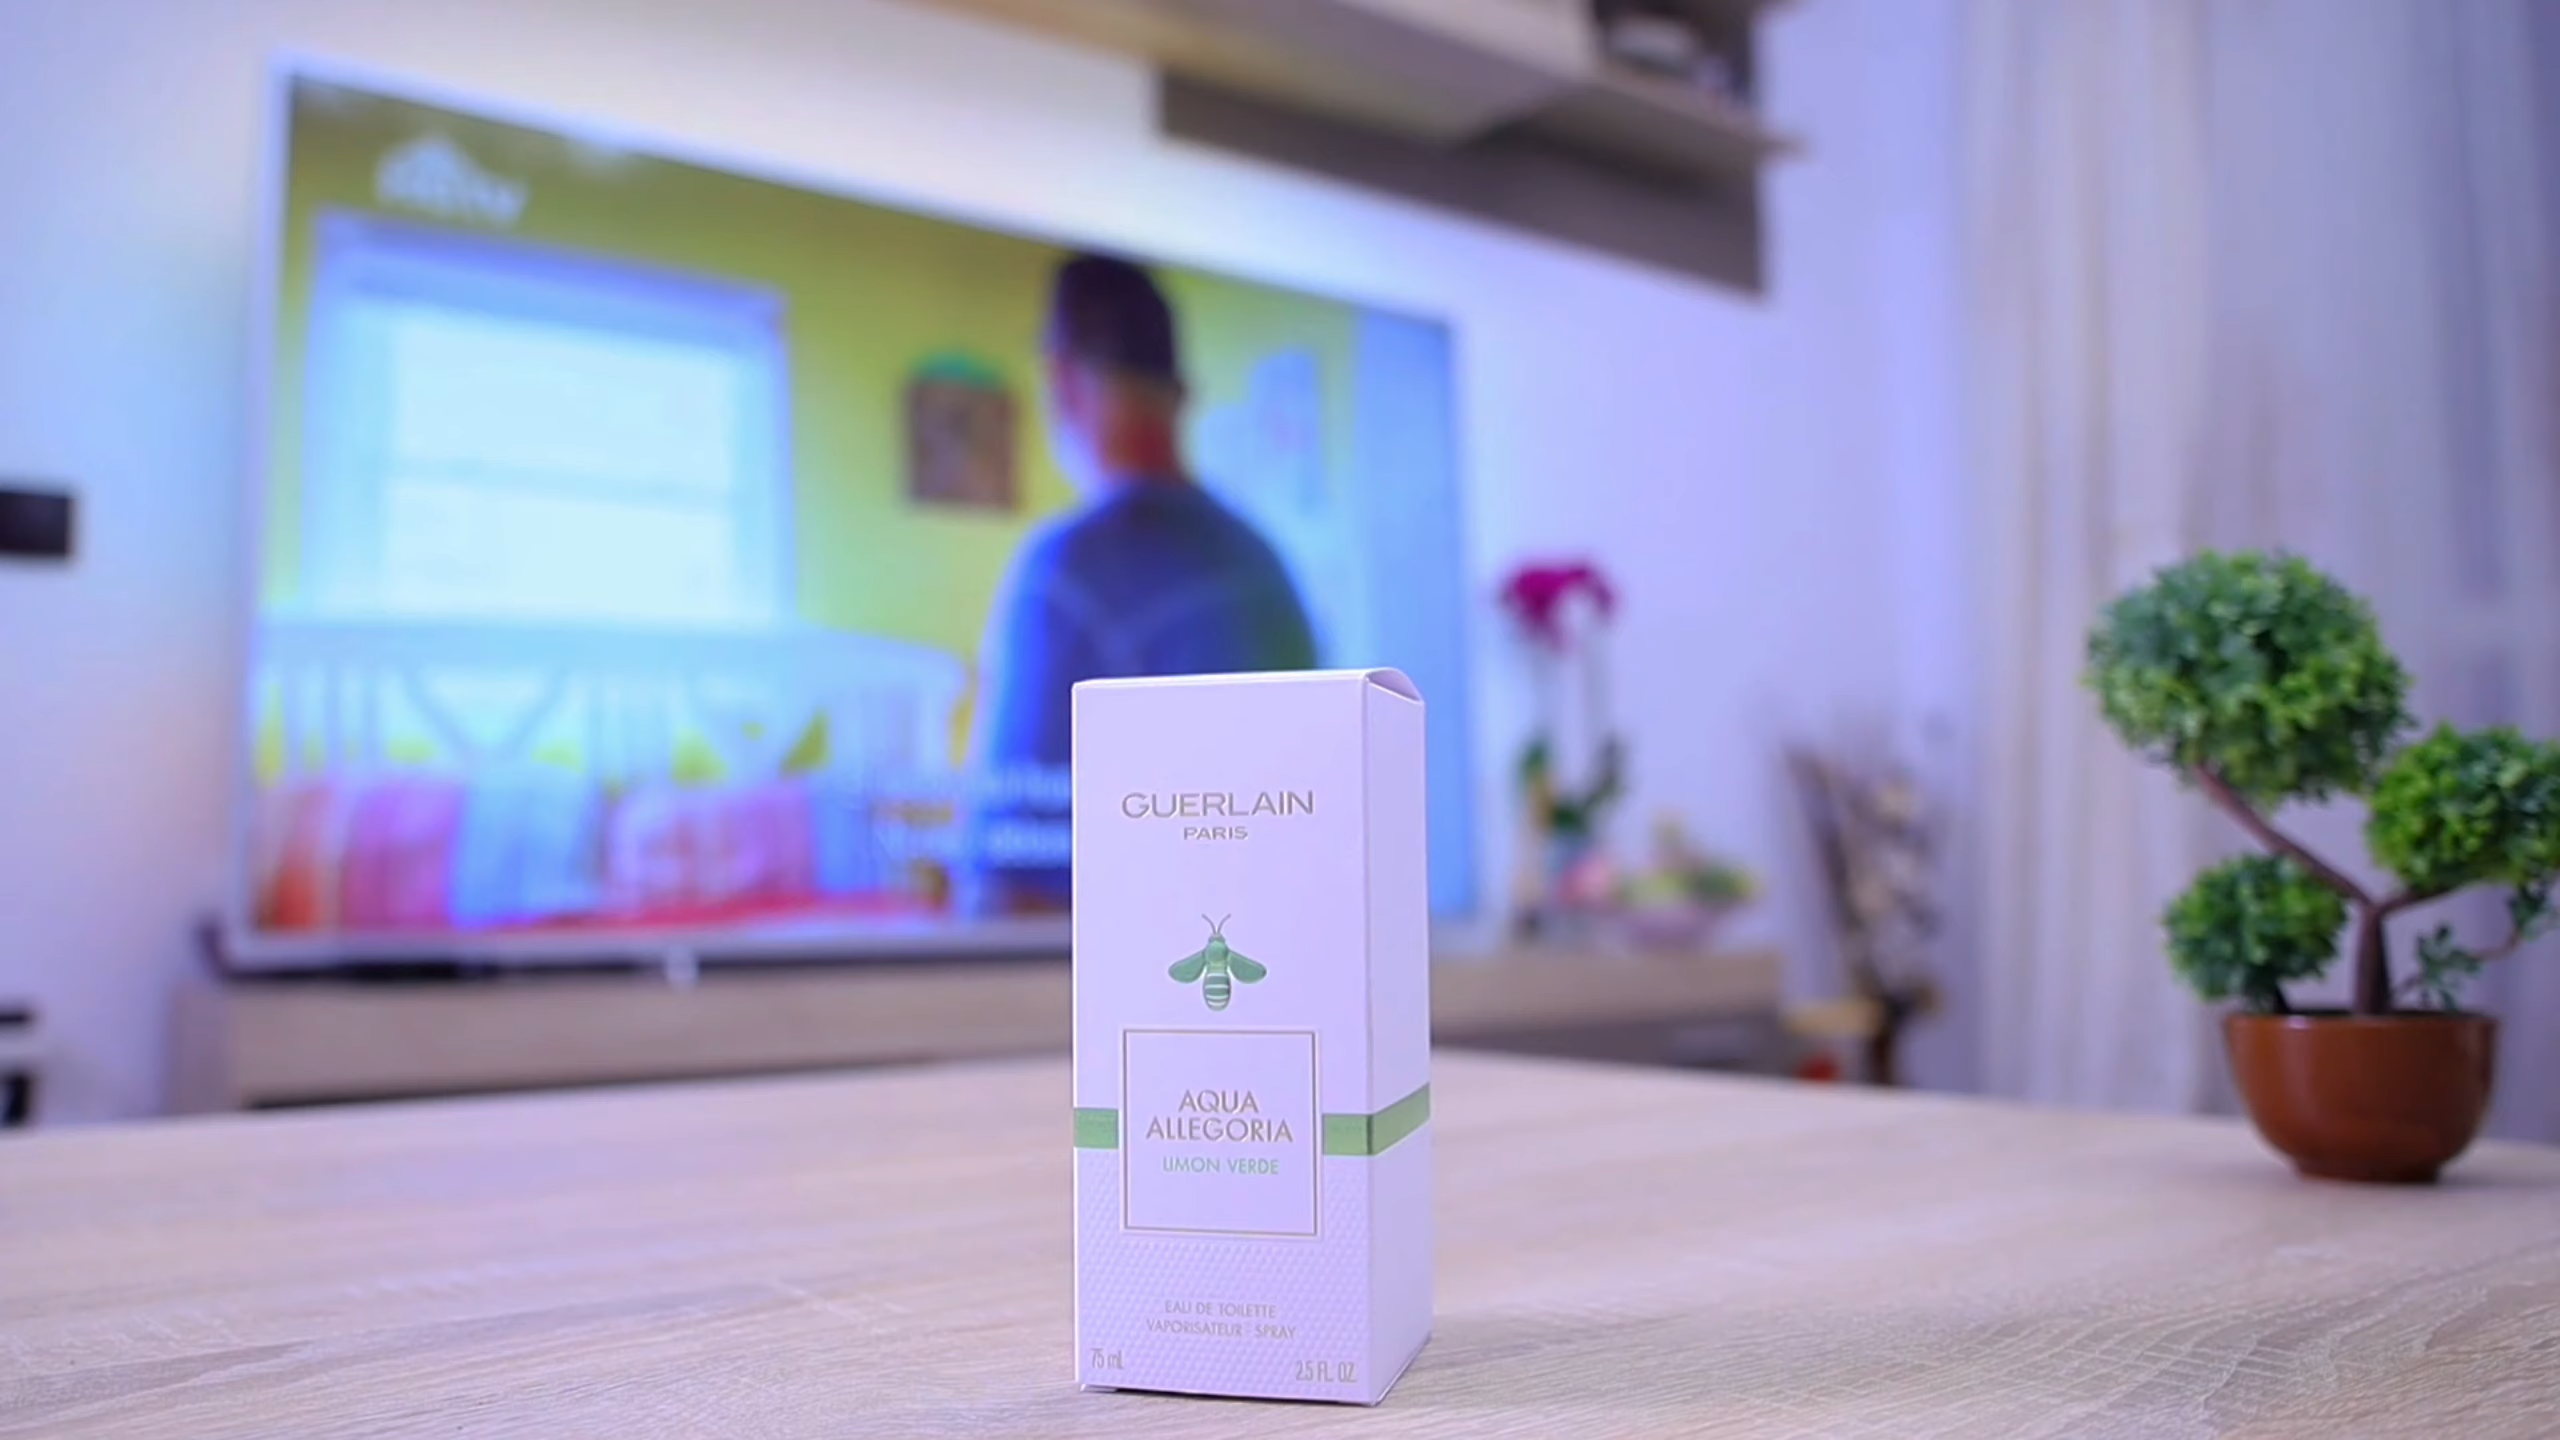 GUERLAIN
PARIS
AQUA
ALLEGORIA
LIMON VERDE
EAU DE TOILETTE
VAPORISATEUR - SPRAY
75 mL
2.5 FL. OZ.